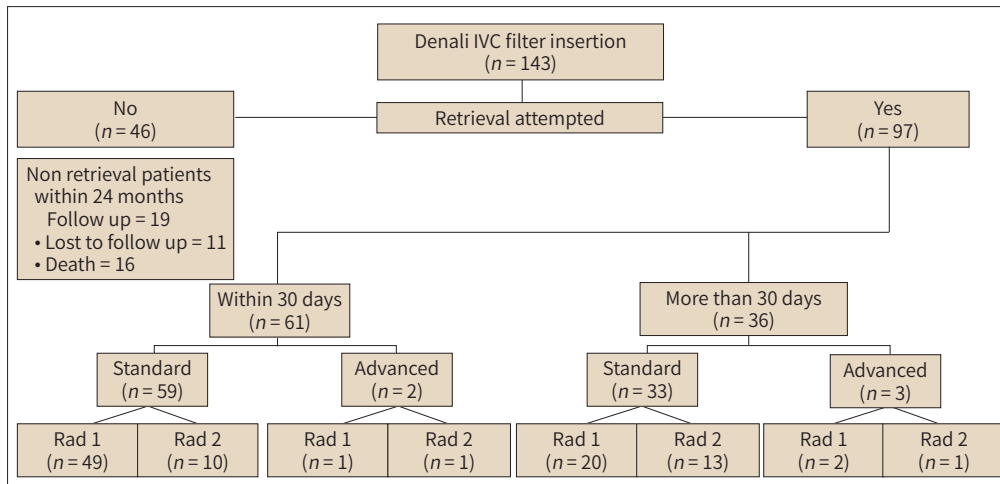 Denali IVC filter insertion
(n = 143)
No
(n = 46)
Retrieval attempted
Yes
(n = 97)
Non retrieval patients
within 24 months
Follow up = 19
• Lost to follow up = 11
• Death = 16
Within 30 days
(n = 61)
More than 30 days
(n = 36)
Standard
(n = 59)
Advanced
(n = 2)
Standard
(n = 33)
Advanced
(n = 3)
Rad 1
(n = 49)
Rad 2
(n = 10)
Rad 1
(n = 1)
Rad 2
(n = 1)
Rad 1
(n = 20)
Rad 2
(n = 13)
Rad 1
(n = 2)
Rad 2
(n = 1)